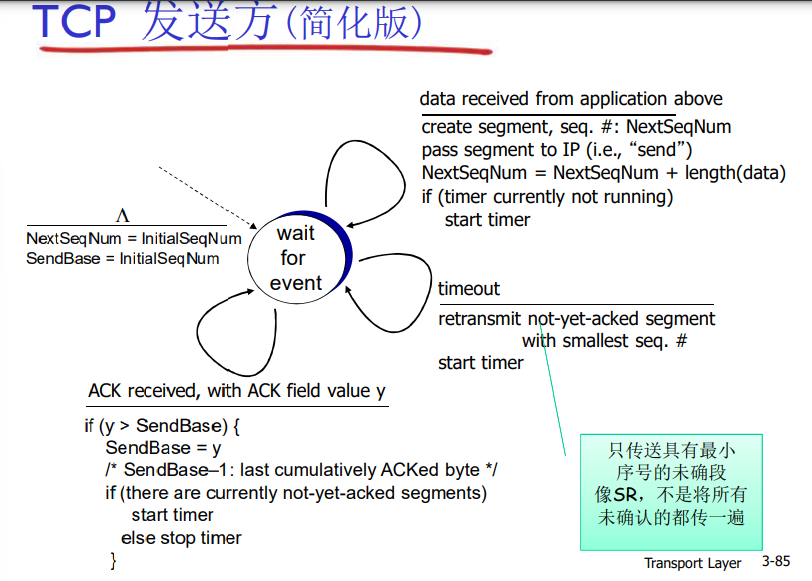 TCP 发送方(简化版)
data received from application above
create segment, seq. #: NextSeqNum
pass segment to IP (i.e., “send”)
NextSeqNum = NextSeqNum + length(data)
if (timer currently not running)
start timer
Λ
NextSeqNum = InitialSeqNum
SendBase = InitialSeqNum
wait
for
event
timeout
retransmit not-yet-acked segment
with smallest seq. #
start timer
ACK received, with ACK field value y
if (y > SendBase) {
SendBase = y
/* SendBase–1: last cumulatively ACKed byte */
if (there are currently not-yet-acked segments)
start timer
else stop timer
}
只传送具有最小
序号的未确段
像SR，不是将所有
未确认的都传一遍
Transport Layer 3-85